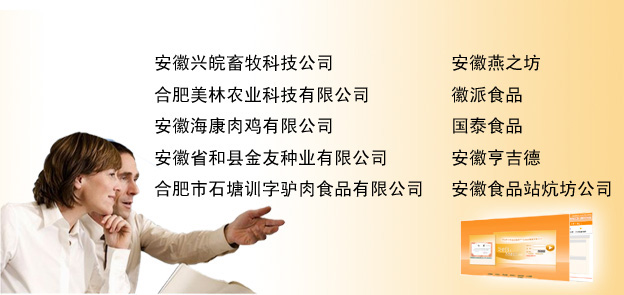 安徽兴皖畜牧科技公司
合肥美林农业科技有限公司
安徽海康肉鸡有限公司
安徽省和县金友种业有限公司
合肥市石塘训字驴肉食品有限公司
安徽燕之坊
徽派食品
国泰食品
安徽亨吉德
安徽食品站炕坊公司